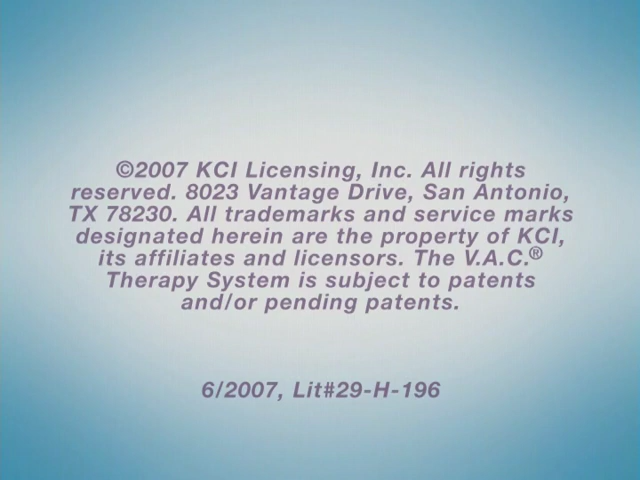 ©2007 KCI Licensing, Inc. All rights
reserved. 8023 Vantage Drive, San Antonio,
TX 78230. All trademarks and service marks
designated herein are the property of KCI,
its affiliates and licensors. The V.A.C.®
Therapy System is subject to patents
and/or pending patents.
6/2007, Lit#29-H-196